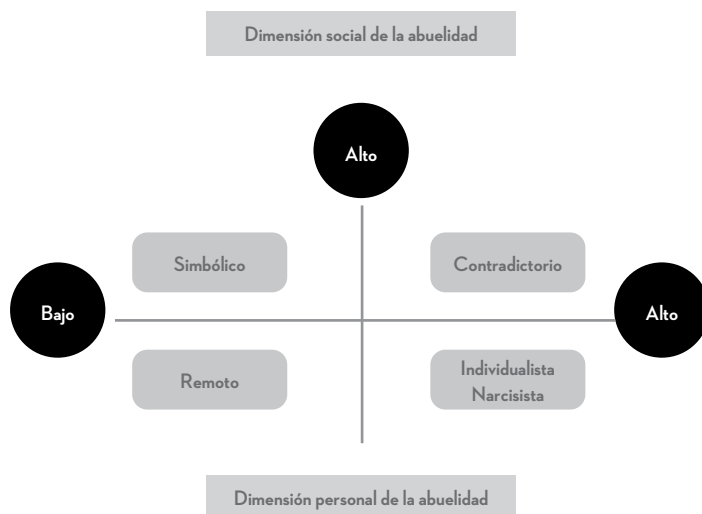 Dimensión social de la abuelidad
Alto
Simbólico
Contradictorio
Bajo
Alto
Remoto
Individualista
Narcisista
Dimensión personal de la abuelidad